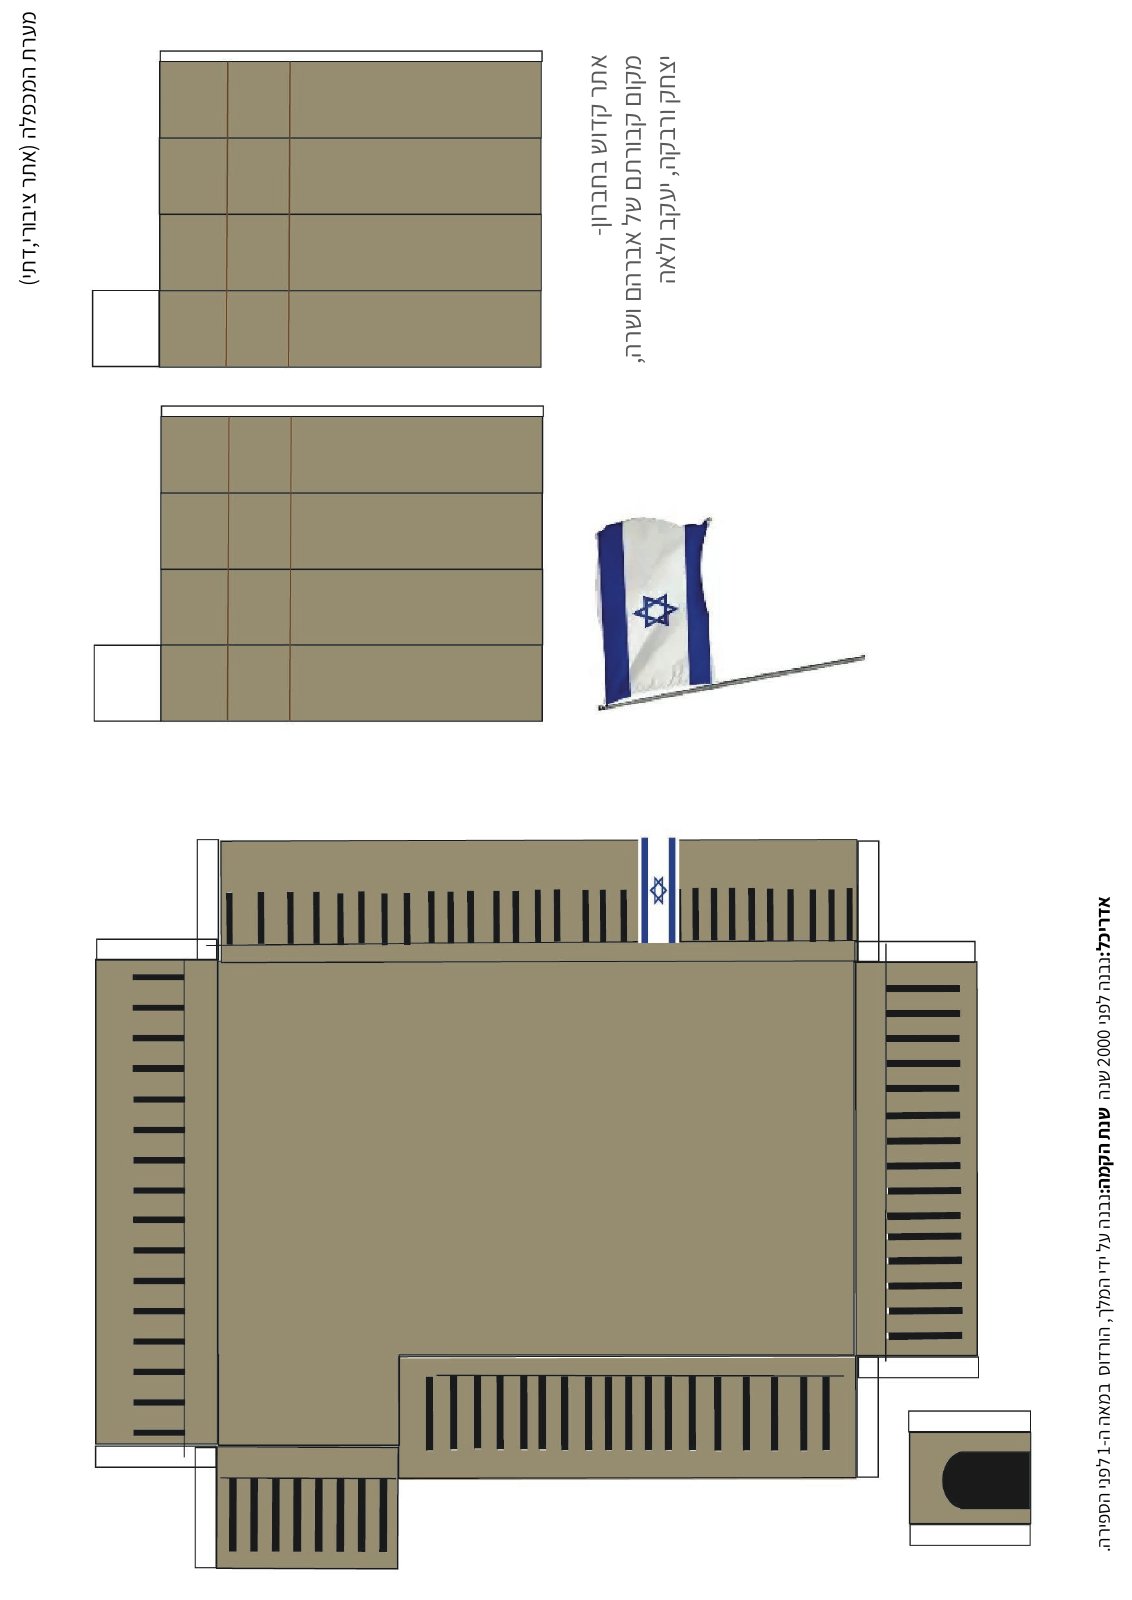 מערת המכפלה (אתר ציבורי,דתי)
אתר קדוש בחברון-
מקום קבורתם של אברהם ושרה,
יצחק ורבקה, יעקב ולאה
אדריכל:נבנה לפני 2000 שנה שנת הקמה:נבנה על ידי המלך, הורדוס במאה ה-1 לפני הספירה.